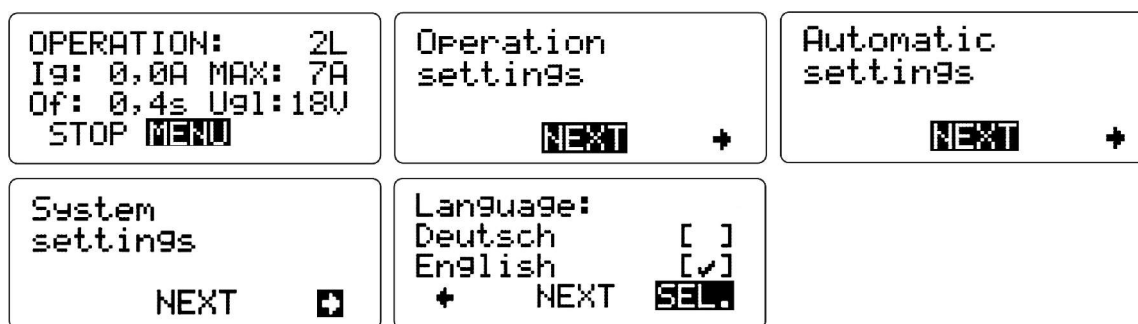 OPERATION: 2L
Ig: 0,0A MAX: 7A
Of: 0,4s Ugl:18V
STOP MENU
Operation
settings
NEXT →
Automatic
settings
NEXT →
System
settings
NEXT →
Language:
Deutsch [ ]
English [✓]
← NEXT SEL.